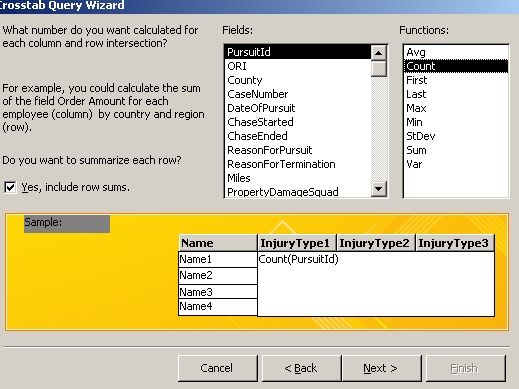 Crosstab Query Wizard
What number do you want calculated for
each column and row intersection?
For example, you could calculate the sum
of the field Order Amount for each
employee (column) by country and region
(row).
Do you want to summarize each row?
Yes, include row sums.
Fields:
PursuitId
ORI
County
CaseNumber
DateOfPursuit
ChaseStarted
ChaseEnded
ReasonForPursuit
ReasonForTermination
Miles
PropertyDamageSquad
Functions:
Avg
Count
First
Last
Max
Min
StDev
Sum
Var
Sample:
Name InjuryType1 InjuryType2 InjuryType3
Name1 Count(PursuitId)
Name2
Name3
Name4
Cancel < Back Next > Finish